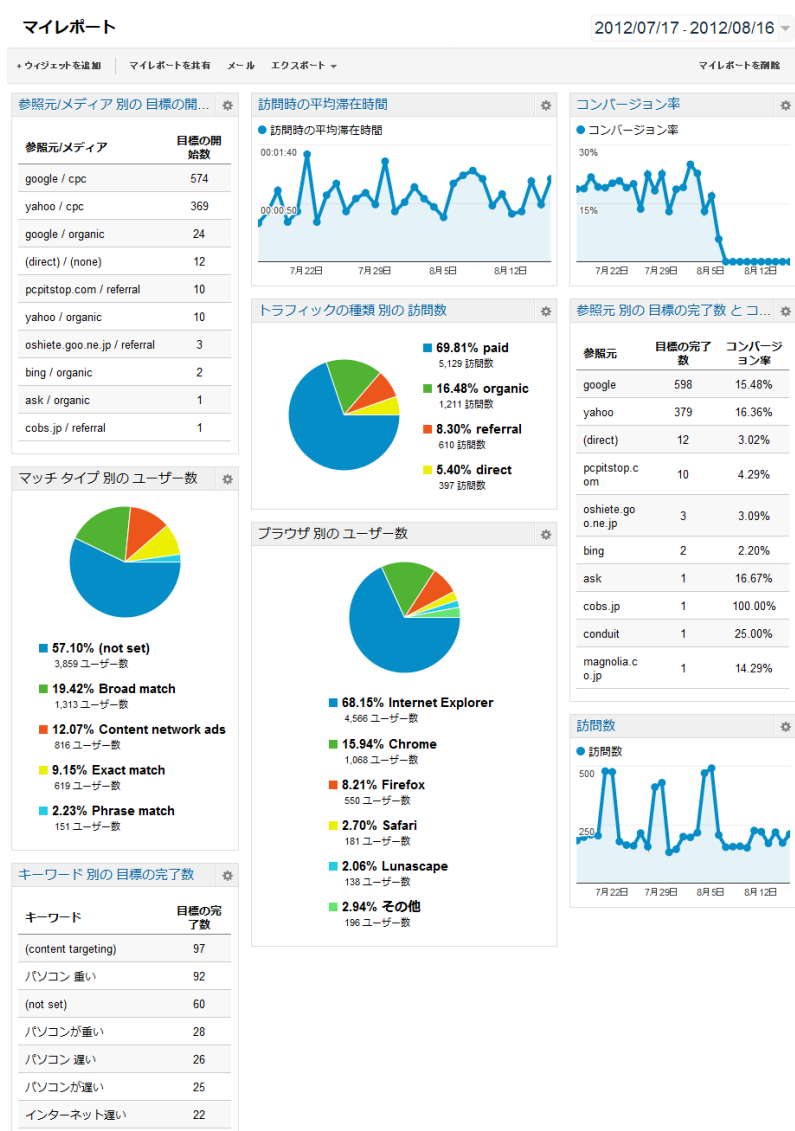 マイレポート
2012/07/17 - 2012/08/16
+ウィジェットを追加
マイレポートを共有
メール
エクスポート
マイレポートを削除
参照元/メディア 別の 目標の開...
参照元/メディア
目標の開
始数
google / cpc 574
yahoo / cpc 369
google / organic 24
(direct) / (none) 12
pcpitstop.com / referral 10
yahoo / organic 10
oshiete.goo.ne.jp / referral 3
bing / organic 2
ask / organic 1
cobs.jp / referral 1
マッチ タイプ 別の ユーザー数
57.10% (not set)
3,859 ユーザー数
19.42% Broad match
1,313 ユーザー数
12.07% Content network ads
816 ユーザー数
9.15% Exact match
619 ユーザー数
2.23% Phrase match
151 ユーザー数
キーワード 別の 目標の完了数
キーワード
目標の完
了数
(content targeting) 97
パソコン 重い 92
(not set) 60
パソコンが重い 28
パソコン 遅い 26
パソコンが遅い 25
インターネット遅い 22
訪問時の平均滞在時間
訪問時の平均滞在時間
00:01:40
00:00:50
7月22日 7月29日 8月5日 8月12日
トラフィックの種類 別の 訪問数
69.81% paid
5,129 訪問数
16.48% organic
1,211 訪問数
8.30% referral
610 訪問数
5.40% direct
397 訪問数
ブラウザ 別の ユーザー数
68.15% Internet Explorer
4,566 ユーザー数
15.94% Chrome
1,068 ユーザー数
8.21% Firefox
550 ユーザー数
2.70% Safari
181 ユーザー数
2.06% Lunascape
138 ユーザー数
2.94% その他
196 ユーザー数
コンバージョン率
コンバージョン率
30%
15%
7月22日 7月29日 8月5日 8月12日
参照元 別の 目標の完了数 と コ...
参照元
目標の完了
数
コンバージ
ョン率
google 598 15.48%
yahoo 379 16.36%
(direct) 12 3.02%
pcpitstop.c
om 10 4.29%
oshiete.go
o.ne.jp 3 3.09%
bing 2 2.20%
ask 1 16.67%
cobs.jp 1 100.00%
conduit 1 25.00%
magnolia.c
o.jp 1 14.29%
訪問数
訪問数
500
250
7月22日 7月29日 8月5日 8月12日